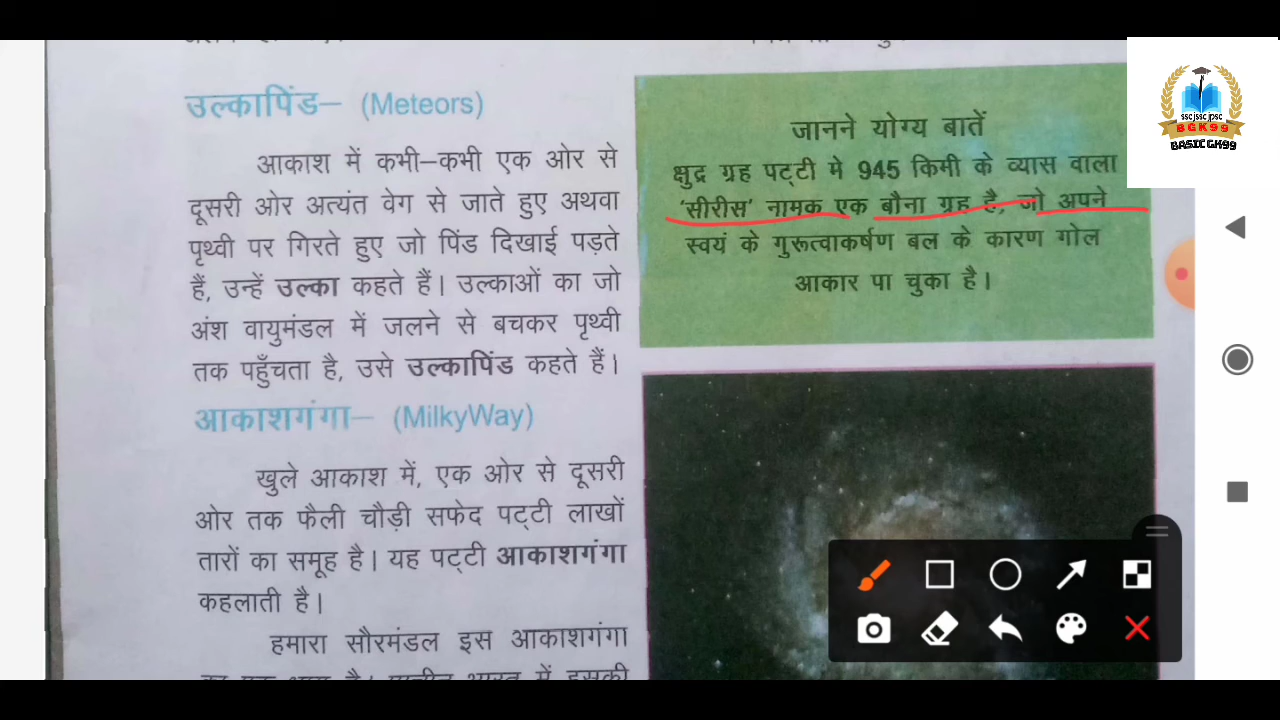 उल्कापिंड– (Meteors)
आकाश में कभी–कभी एक ओर से
दूसरी ओर अत्यंत वेग से जाते हुए अथवा
पृथ्वी पर गिरते हुए जो पिंड दिखाई पड़ते
हैं, उन्हें उल्का कहते हैं। उल्काओं का जो
अंश वायुमंडल में जलने से बचकर पृथ्वी
तक पहुँचता है, उसे उल्कापिंड कहते हैं।
आकाशगंगा– (MilkyWay)
खुले आकाश में, एक ओर से दूसरी
ओर तक फैली चौड़ी सफेद पट्टी लाखों
तारों का समूह है। यह पट्टी आकाशगंगा
कहलाती है।
हमारा सौरमंडल इस आकाशगंगा
जानने योग्य बातें
क्षुद्र ग्रह पट्टी मे 945 किमी के व्यास वाला
'सीरीस' नामक एक बौना ग्रह है, जो अपने
स्वयं के गुरूत्वाकर्षण बल के कारण गोल
आकार पा चुका है।
SSC JSSC JPSC
BGK99
BASIC GK99